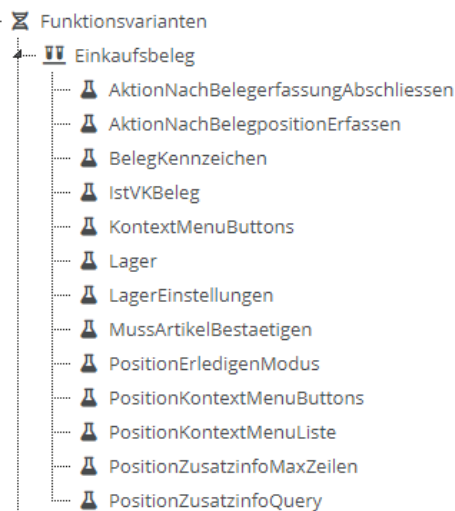 Funktionsvarianten
Einkaufsbeleg
AktionNachBelegerfassungAbschliessen
AktionNachBelegpositionErfassen
BelegKennzeichen
IstVKBeleg
KontextMenuButtons
Lager
LagerEinstellungen
MussArtikelBestaetigen
PositionErledigenModus
PositionKontextMenuButtons
PositionKontextMenuListe
PositionZusatzinfoMaxZeilen
PositionZusatzinfoQuery